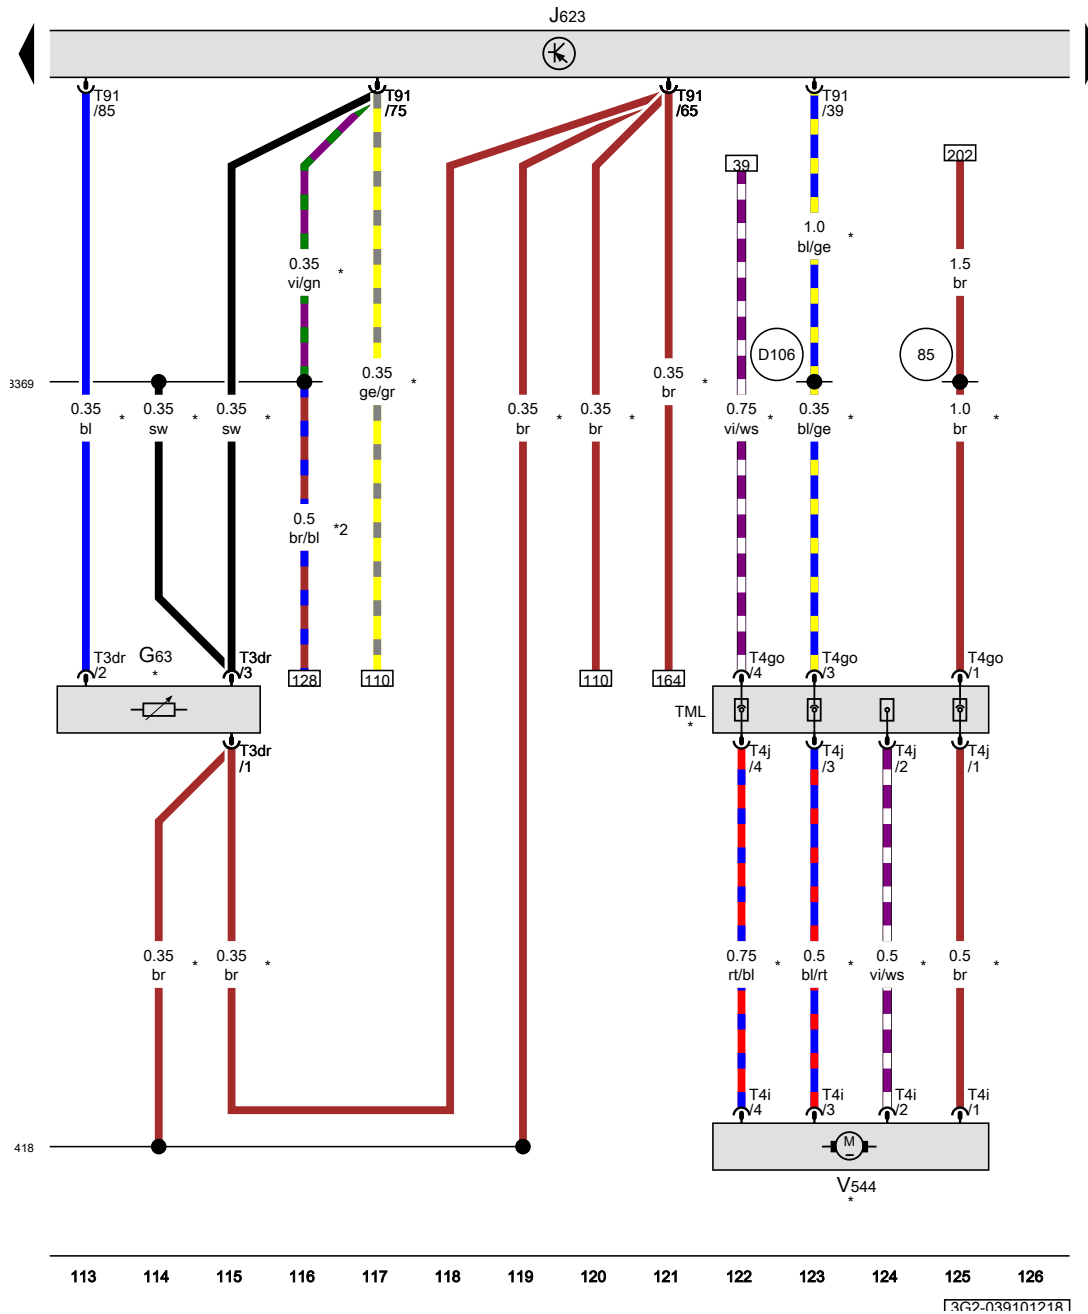 J623
T91
/85
T91
/75
T91
/65
T91
/39
39
202
0.35
vi/gn
*
1.0
bl/ge
*
1.5
br
D106
85
3369
0.35
bl
*
0.35
sw
*
0.35
sw
*
0.35
ge/gr
*
0.35
br
*
0.35
br
*
0.35
br
*
0.75
vi/ws
*
0.35
bl/ge
*
1.0
br
*
0.5
br/bl
*2
T3dr
/2
G63
*
T3dr
/3
128
110
110
164
T4go
/4
T4go
/3
T4go
/1
TML
*
T3dr
/1
T4j
/4
T4j
/3
T4j
/2
T4j
/1
0.35
br
*
0.35
br
*
0.75
rt/bl
*
0.5
bl/rt
*
0.5
vi/ws
*
0.5
br
*
T4i
/4
T4i
/3
T4i
/2
T4i
/1
418
M
V544
*
113 114 115 116 117 118 119 120 121 122 123 124 125 126
3G2-039101218